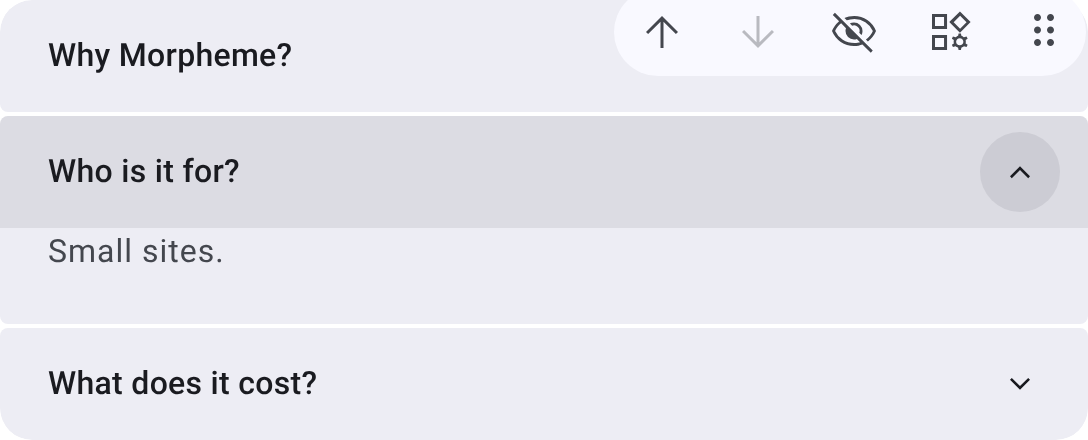 Why Morpheme?
Who is it for?
Small sites.
What does it cost?